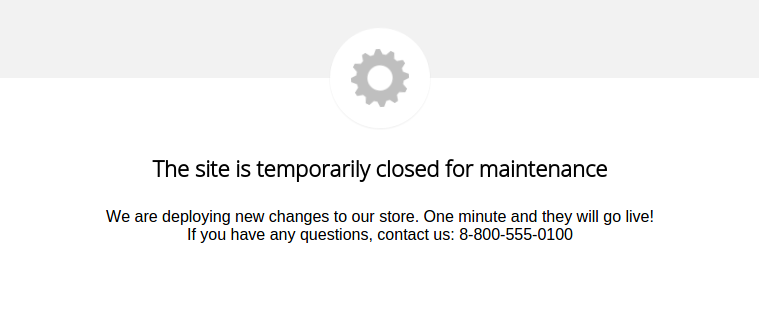 The site is temporarily closed for maintenance
We are deploying new changes to our store. One minute and they will go live!
If you have any questions, contact us: 8-800-555-0100